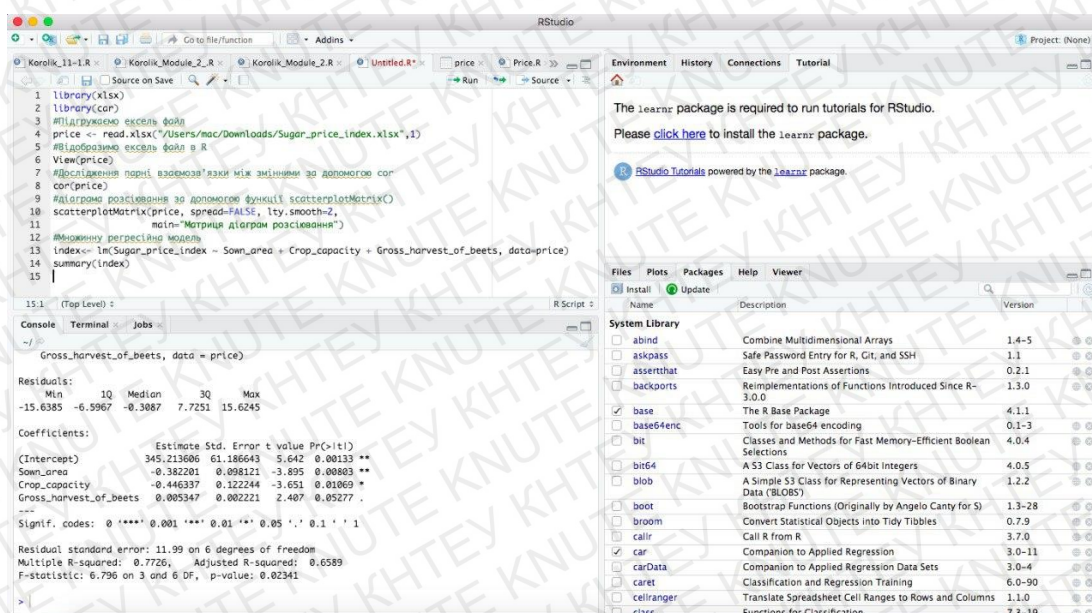 RStudio
Go to file/function
Addins
Project: (None)
Korolik_11-1.R
Korolik_Module_2_.R
Korolik_Module_2.R
Untitled.R*
price
Price.R
Source on Save
Run
Source
1 library(xlsx)
2 library(car)
3 #Підгружаємо ексель файл
4 price <- read.xlsx("/Users/mac/Downloads/Sugar_price_index.xlsx",1)
5 #Відобразимо ексель файл в R
6 View(price)
7 #Дослідження парні взаємозв'язки між змінними за допомогою cor
8 cor(price)
9 #діаграма розсіювання за допомогою функції scatterplotMatrix()
10 scatterplotMatrix(price, spread=FALSE, lty.smooth=2,
11 main="Матриця діаграм розсіювання")
12 #Множинну регресійна модель
13 index<- lm(Sugar_price_index ~ Sown_area + Crop_capacity + Gross_harvest_of_beets, data=price)
14 summary(index)
15
15:1 (Top Level)
R Script
Console Terminal Jobs
~/
Gross_harvest_of_beets, data = price)
Residuals:
Min 1Q Median 3Q Max
-15.6385 -6.5967 -0.3087 7.7251 15.6245
Coefficients:
Estimate Std. Error t value Pr(>|t|)
(Intercept) 345.213606 61.186643 5.642 0.00133 **
Sown_area -0.382201 0.098121 -3.895 0.00803 **
Crop_capacity -0.446337 0.122244 -3.651 0.01069 *
Gross_harvest_of_beets 0.005347 0.002221 2.407 0.05277 .
---
Signif. codes: 0 '***' 0.001 '**' 0.01 '*' 0.05 '.' 0.1 ' ' 1
Residual standard error: 11.99 on 6 degrees of freedom
Multiple R-squared: 0.7726, Adjusted R-squared: 0.6589
F-statistic: 6.796 on 3 and 6 DF, p-value: 0.02341
>
Environment History Connections Tutorial
The learnr package is required to run tutorials for RStudio.
Please click here to install the learnr package.
R RStudio Tutorials powered by the learnr package.
Files Plots Packages Help Viewer
Install Update
Name Description Version
System Library
abind Combine Multidimensional Arrays 1.4-5
askpass Safe Password Entry for R, Git, and SSH 1.1
assertthat Easy Pre and Post Assertions 0.2.1
backports Reimplementations of Functions Introduced Since R-
3.0.0 1.3.0
base The R Base Package 4.1.1
base64enc Tools for base64 encoding 0.1-3
bit Classes and Methods for Fast Memory-Efficient Boolean
Selections 4.0.4
bit64 A S3 Class for Vectors of 64bit Integers 4.0.5
blob A Simple S3 Class for Representing Vectors of Binary
Data ('BLOBS') 1.2.2
boot Bootstrap Functions (Originally by Angelo Canty for S) 1.3-28
broom Convert Statistical Objects into Tidy Tibbles 0.7.9
callr Call R from R 3.7.0
car Companion to Applied Regression 3.0-11
carData Companion to Applied Regression Data Sets 3.0-4
caret Classification and Regression Training 6.0-90
cellranger Translate Spreadsheet Cell Ranges to Rows and Columns 1.1.0
class Functions for Classification 7.3-19
KNUTEY KHTEY